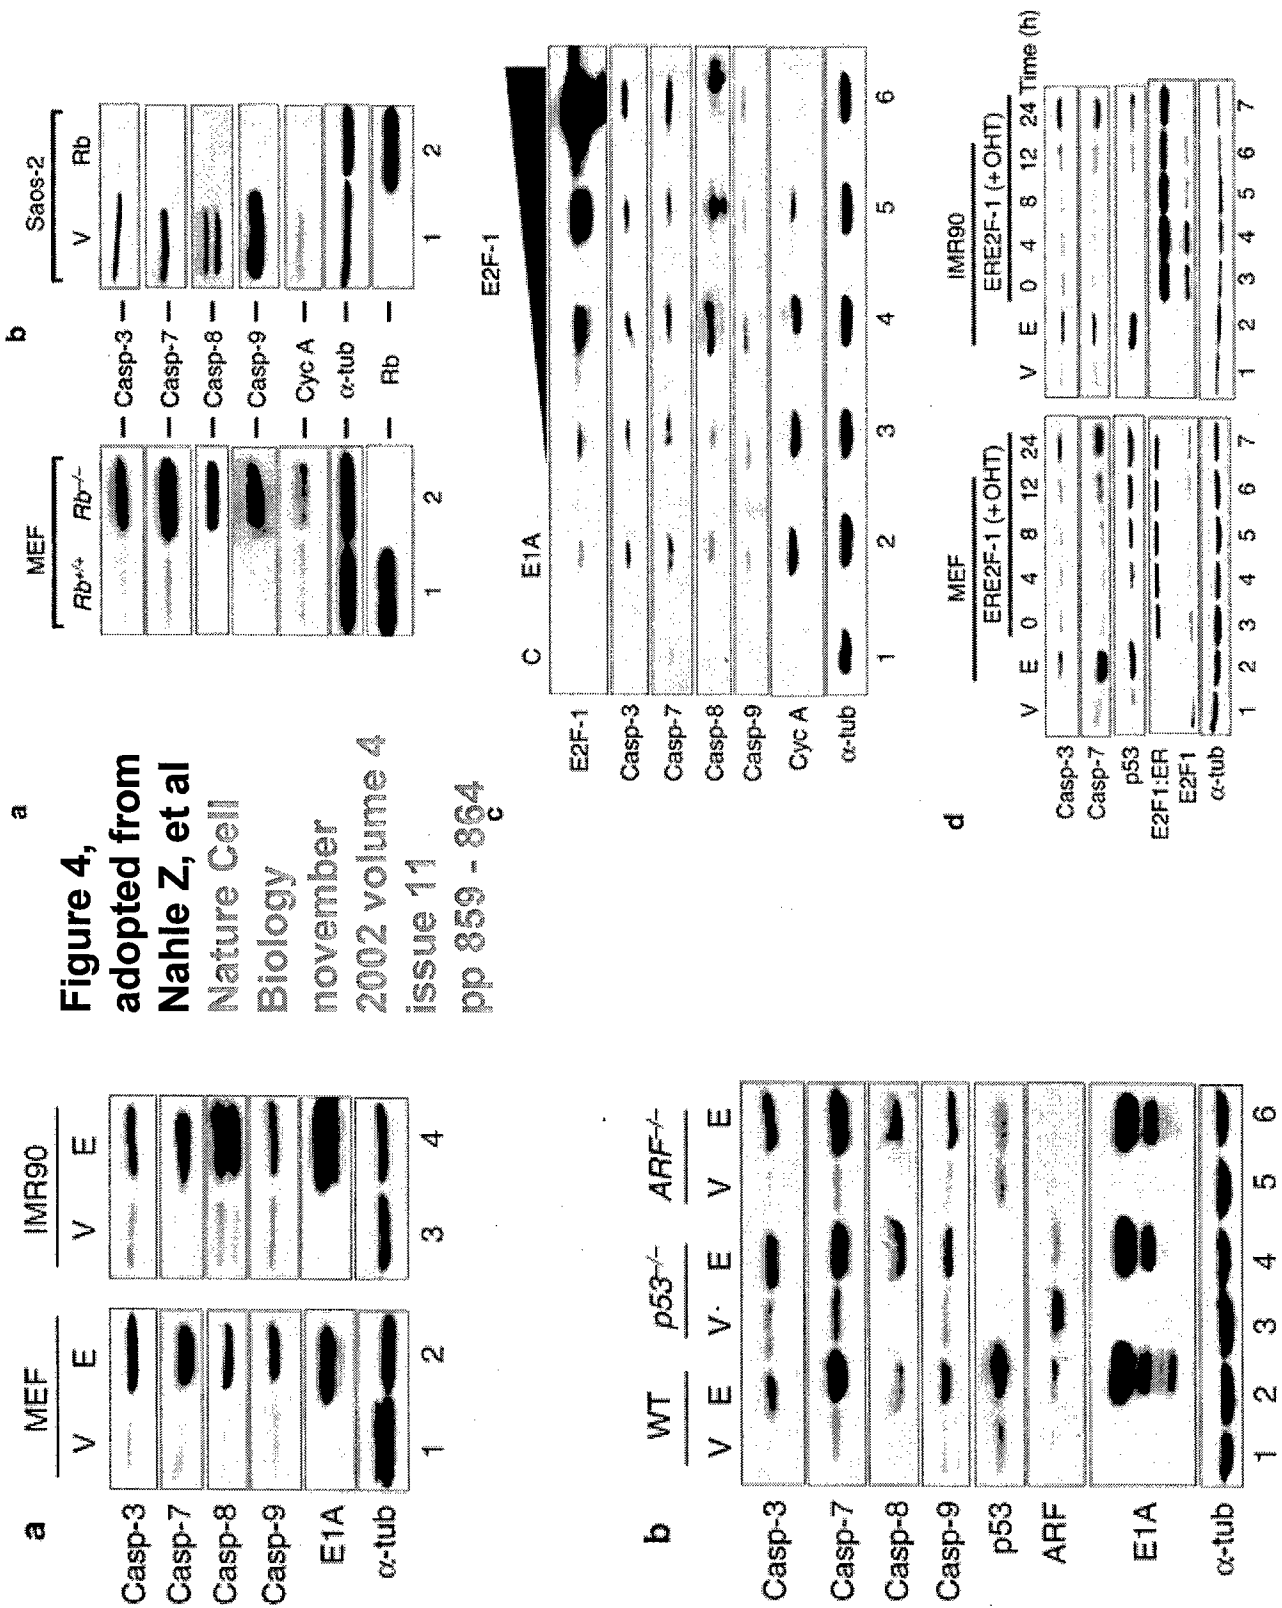 Figure 4,
adopted from
Nahle Z, et al
Nature Cell
Biology
november
2002 volume 4
issue 11
pp 859 - 864
a
MEF IMR90
V E V E
Casp-3
Casp-7
Casp-8
Casp-9
E1A
α-tub
1 2 3 4
b
WT p53-/- ARF-/-
V E V· E V E
Casp-3
Casp-7
Casp-8
Casp-9
p53
ARF
E1A
α-tub
1 2 3 4 5 6
a
MEF
Rb+/+ Rb-/-
1 2
b
Saos-2
V Rb
Casp-3
Casp-7
Casp-8
Casp-9
Cyc A
α-tub
Rb
1 2
c
E2F-1
C E1A
E2F-1
Casp-3
Casp-7
Casp-8
Casp-9
Cyc A
α-tub
1 2 3 4 5 6
d
MEF IMR90
ERE2F-1 (+OHT) ERE2F-1 (+OHT)
V E 0 4 8 12 24 V E 0 4 8 12 24 Time (h)
Casp-3
Casp-7
p53
E2F1:ER
E2F1
α-tub
1 2 3 4 5 6 7 1 2 3 4 5 6 7